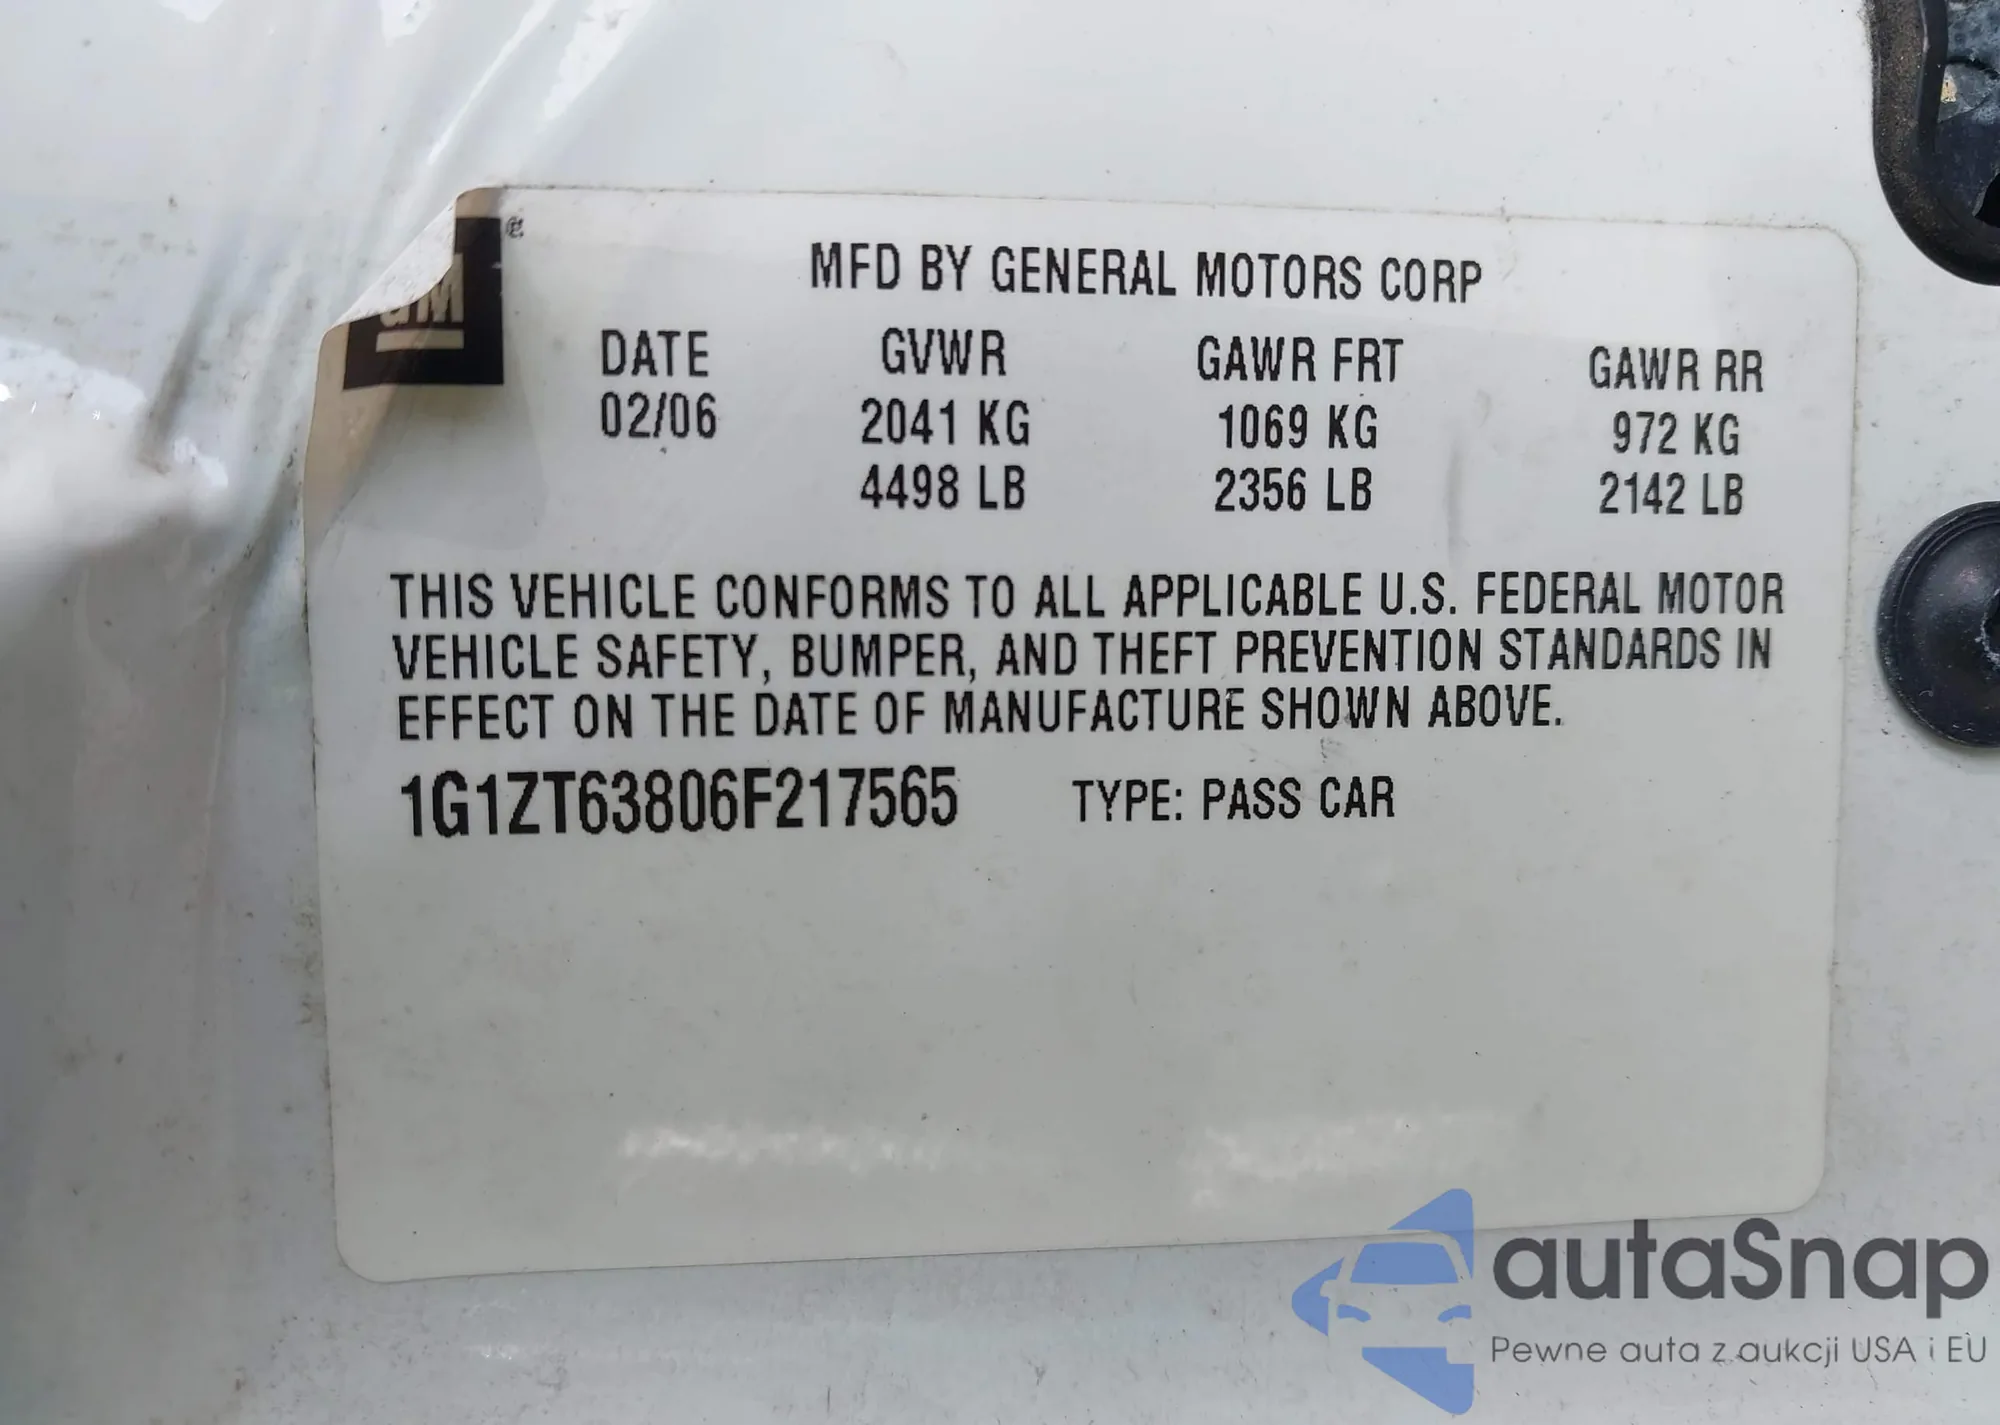 GM
MFD BY GENERAL MOTORS CORP
DATE GVWR GAWR FRT GAWR RR
02/06 2041 KG 1069 KG 972 KG
4498 LB 2356 LB 2142 LB
THIS VEHICLE CONFORMS TO ALL APPLICABLE U.S. FEDERAL MOTOR
VEHICLE SAFETY, BUMPER, AND THEFT PREVENTION STANDARDS IN
EFFECT ON THE DATE OF MANUFACTURE SHOWN ABOVE.
1G1ZT63806F217565 TYPE: PASS CAR
autaSnap
Pewne auta z aukcji USA i EU